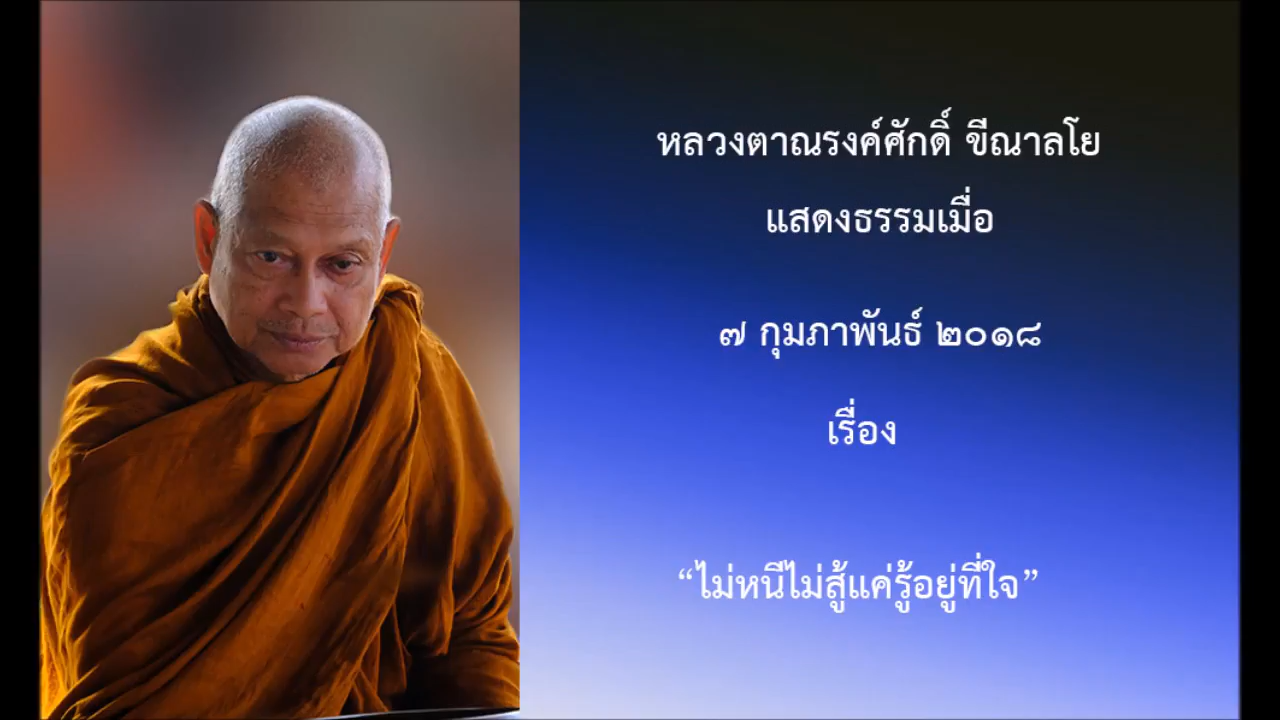 หลวงตาณรงค์ศักดิ์ ขีณาลโย
แสดงธรรมเมื่อ
๗ กุมภาพันธ์ ๒๐๑๘
เรื่อง
“ไม่หนีไม่สู้แค่รู้อยู่ที่ใจ”